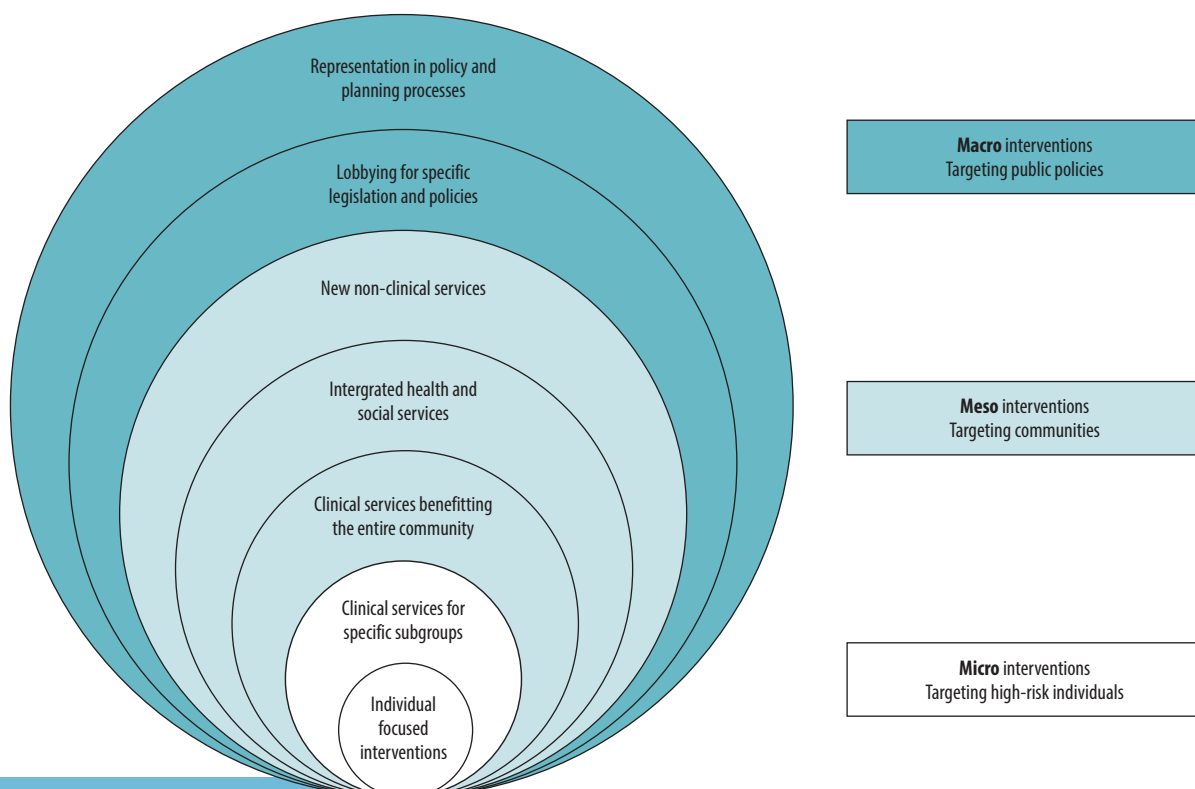 Representation in policy and
planning processes
Lobbying for specific
legislation and policies
New non-clinical services
Intergrated health and
social services
Clinical services benefitting
the entire community
Clinical services for
specific subgroups
Individual
focused
interventions
Macro interventions
Targeting public policies
Meso interventions
Targeting communities
Micro interventions
Targeting high-risk individuals